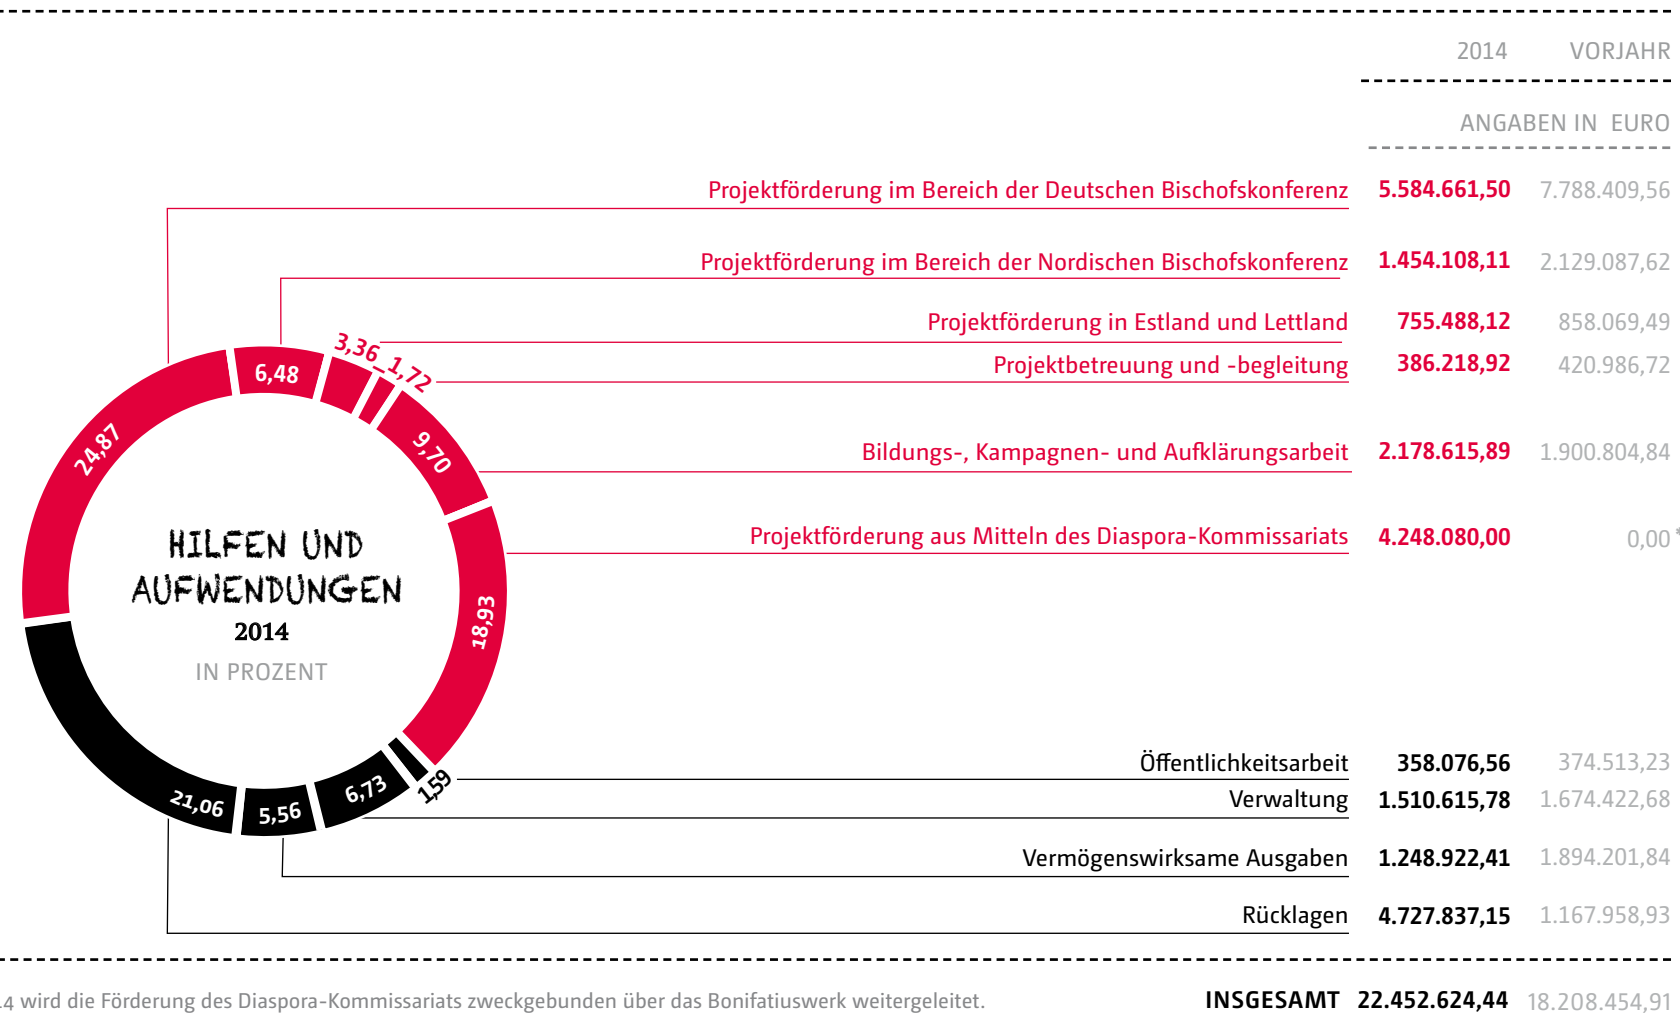 2014 VORJAHR
ANGABEN IN EURO
Projektförderung im Bereich der Deutschen Bischofskonferenz 5.584.661,50 7.788.409,56
Projektförderung im Bereich der Nordischen Bischofskonferenz 1.454.108,11 2.129.087,62
Projektförderung in Estland und Lettland 755.488,12 858.069,49
Projektbetreuung und -begleitung 386.218,92 420.986,72
Bildungs-, Kampagnen- und Aufklärungsarbeit 2.178.615,89 1.900.804,84
Projektförderung aus Mitteln des Diaspora-Kommissariats 4.248.080,00 0,00 *
24,87
6,48
3,36
1,72
9,70
18,93
HILFEN UND
AUFWENDUNGEN
2014
IN PROZENT
21,06
5,56
6,73
1,59
Öffentlichkeitsarbeit 358.076,56 374.513,23
Verwaltung 1.510.615,78 1.674.422,68
Vermögenswirksame Ausgaben 1.248.922,41 1.894.201,84
Rücklagen 4.727.837,15 1.167.958,93
14 wird die Förderung des Diaspora-Kommissariats zweckgebunden über das Bonifatiuswerk weitergeleitet.
INSGESAMT 22.452.624,44 18.208.454,91